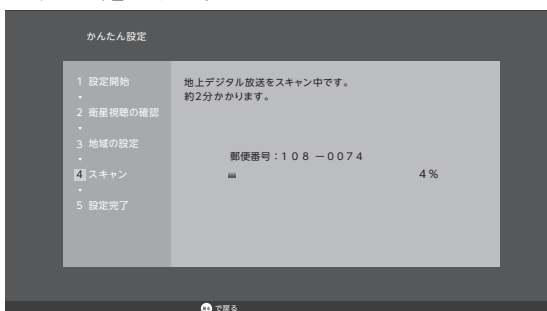 かんたん設定
1 設定開始
2 衛星視聴の確認
3 地域の設定
4 スキャン
5 設定完了
地上デジタル放送をスキャン中です。
約2分かかります。
郵便番号：１０８ －００７４
4％
で戻る